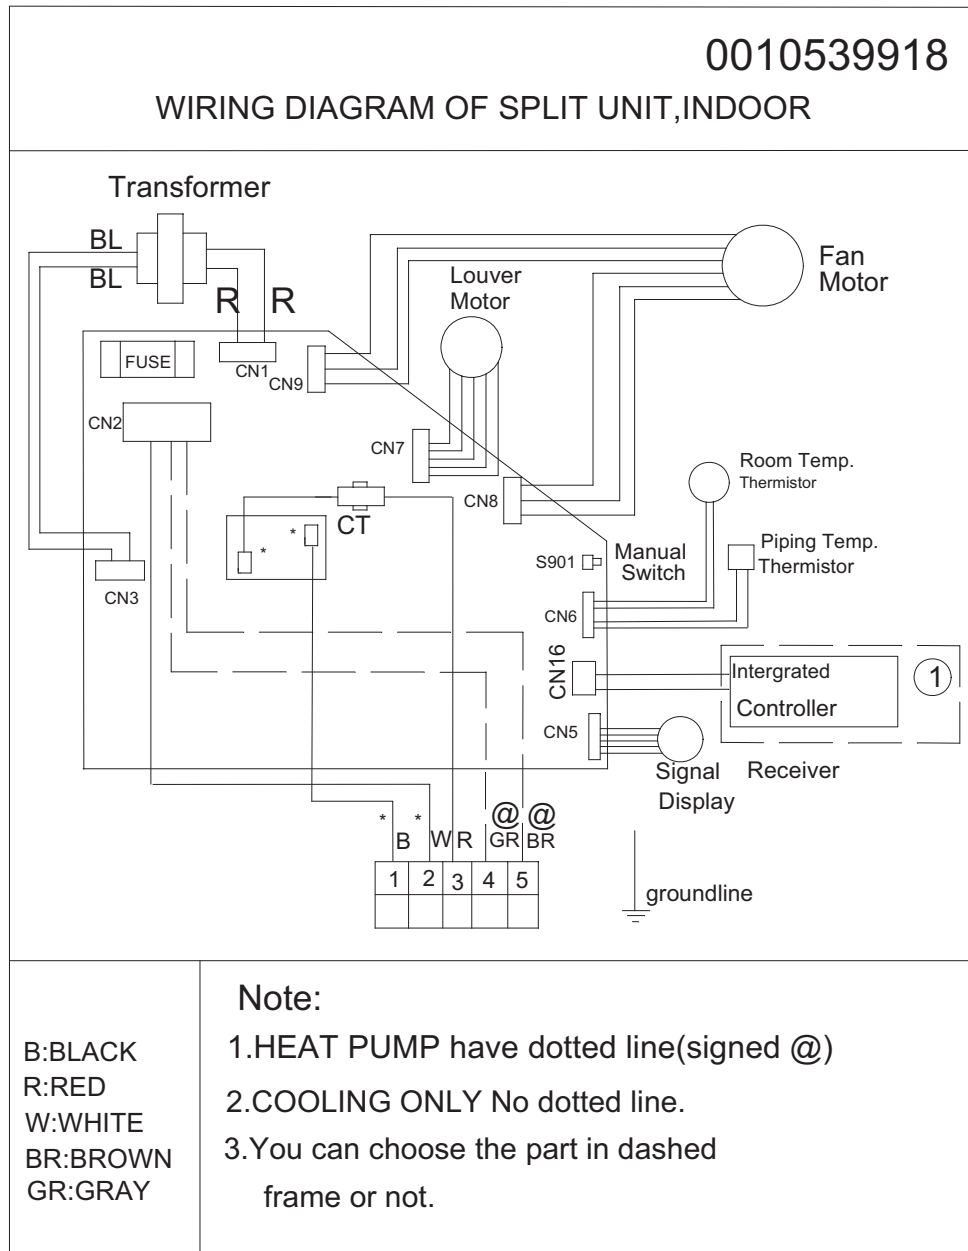 0010539918
WIRING DIAGRAM OF SPLIT UNIT,INDOOR
Transformer
BL
BL
R R
Fan
Motor
Louver
Motor
FUSE
CN1
CN9
CN2
CN7
CN8
CT
* *
Room Temp.
Thermistor
S901
Manual
Switch
Piping Temp.
Thermistor
CN3
CN6
CN16
Intergrated
Controller
1
CN5
Signal
Display
Receiver
* * @ @
B W R GR BR
1 2 3 4 5
groundline
B:BLACK
R:RED
W:WHITE
BR:BROWN
GR:GRAY
Note:
1.HEAT PUMP have dotted line(signed @)
2.COOLING ONLY No dotted line.
3.You can choose the part in dashed
frame or not.